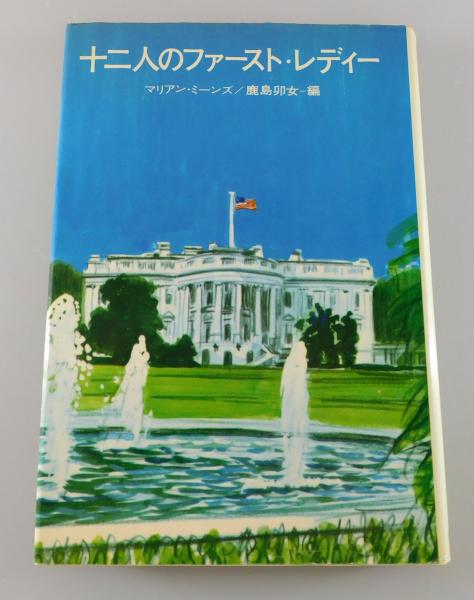 十二人のファースト・レディー
マリアン・ミーンズ/鹿島卯女-編